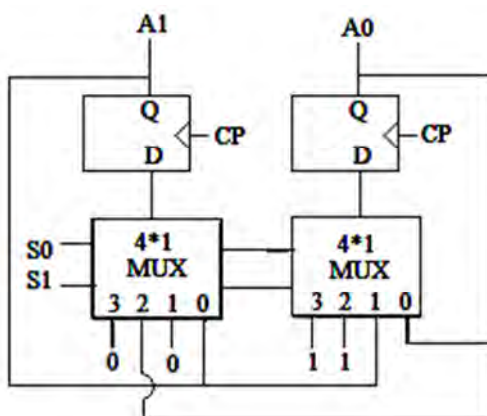 A1 A0
Q Q
CP CP
D D
S0 4*1 4*1
S1 MUX MUX
3 2 1 0 3 2 1 0
0 0 1 1